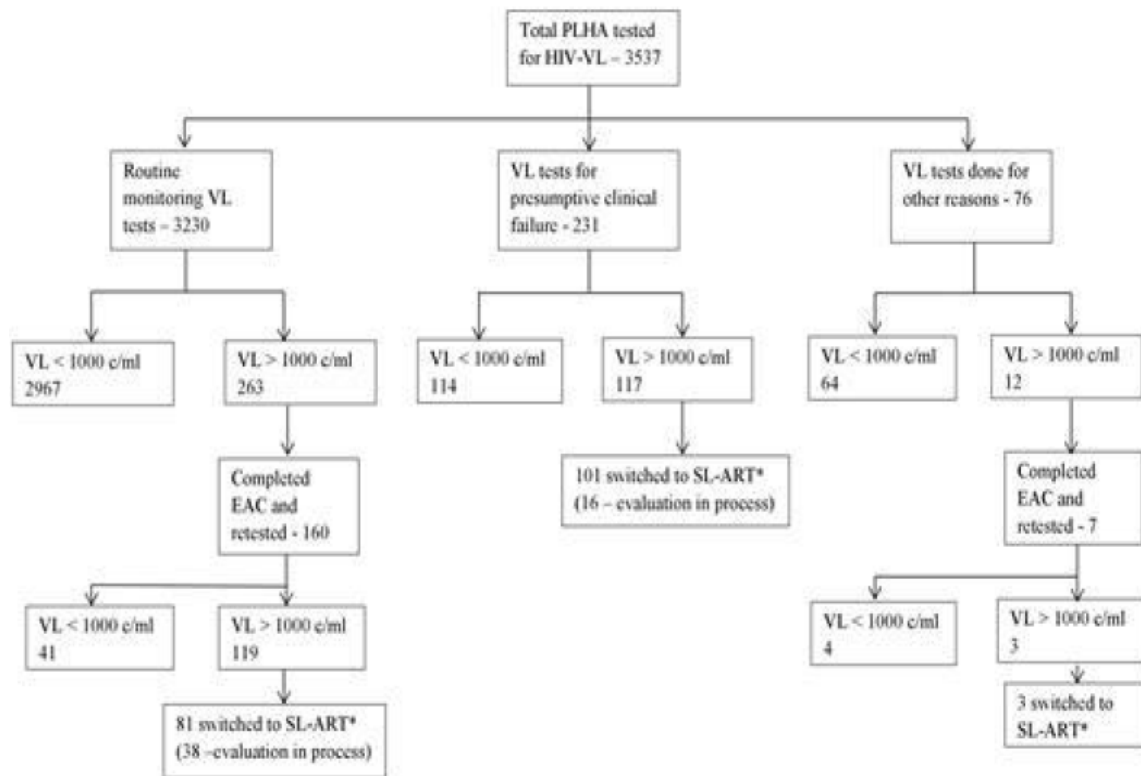 Total PLHA tested
for HIV-VL – 3537
Routine
monitoring VL
tests – 3230
VL tests for
presumptive clinical
failure - 231
VL tests done for
other reasons - 76
VL < 1000 c/ml
2967
VL > 1000 c/ml
263
VL < 1000 c/ml
114
VL > 1000 c/ml
117
VL < 1000 c/ml
64
VL > 1000 c/ml
12
Completed
EAC and
retested - 160
101 switched to SL-ART*
(16 – evaluation in process)
Completed
EAC and
retested - 7
VL < 1000 c/ml
41
VL > 1000 c/ml
119
VL < 1000 c/ml
4
VL > 1000 c/ml
3
81 switched to SL-ART*
(38 –evaluation in process)
3 switched to
SL-ART*